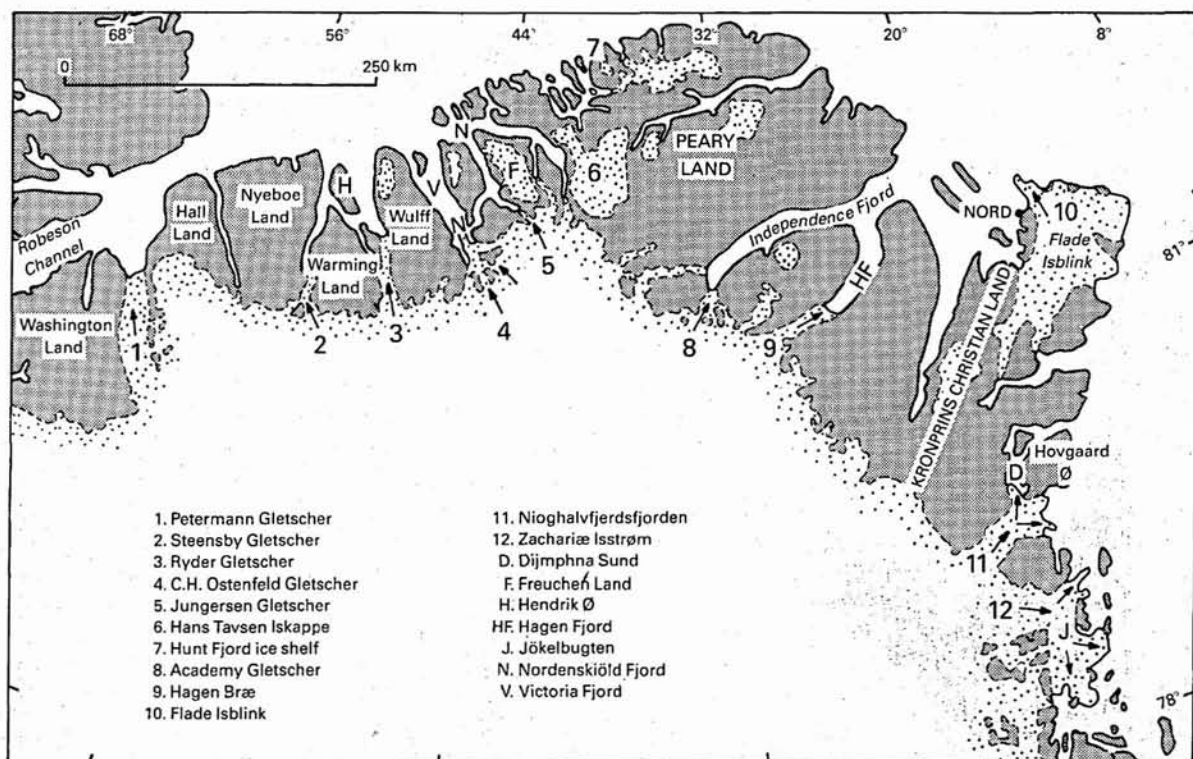 68°
56°
44°
7
32°
20°
8°
0
250 km
N
PEARY
LAND
F
6
H
V
Hall
Land
Nyeboe
Land
Wulff
Land
N
Independence Fjord
NORD
10
Robeson
Channel
Flade
Isblink
81°
Warming
Land
5
HF
Washington
Land
1
2
3
4
8
9
KRONPRINS CHRISTIAN LAND
Hovgaard
Ø
D
11
12
J
78°
1. Petermann Gletscher
2. Steensby Gletscher
3. Ryder Gletscher
4. C.H. Ostenfeld Gletscher
5. Jungersen Gletscher
6. Hans Tavsen Iskappe
7. Hunt Fjord ice shelf
8. Academy Gletscher
9. Hagen Bræ
10. Flade Isblink
11. Nioghalvfjerdsfjorden
12. Zachariæ Isstrøm
D. Dijmphna Sund
F. Freuchen Land
H. Hendrik Ø
HF. Hagen Fjord
J. Jökelbugten
N. Nordenskiöld Fjord
V. Victoria Fjord